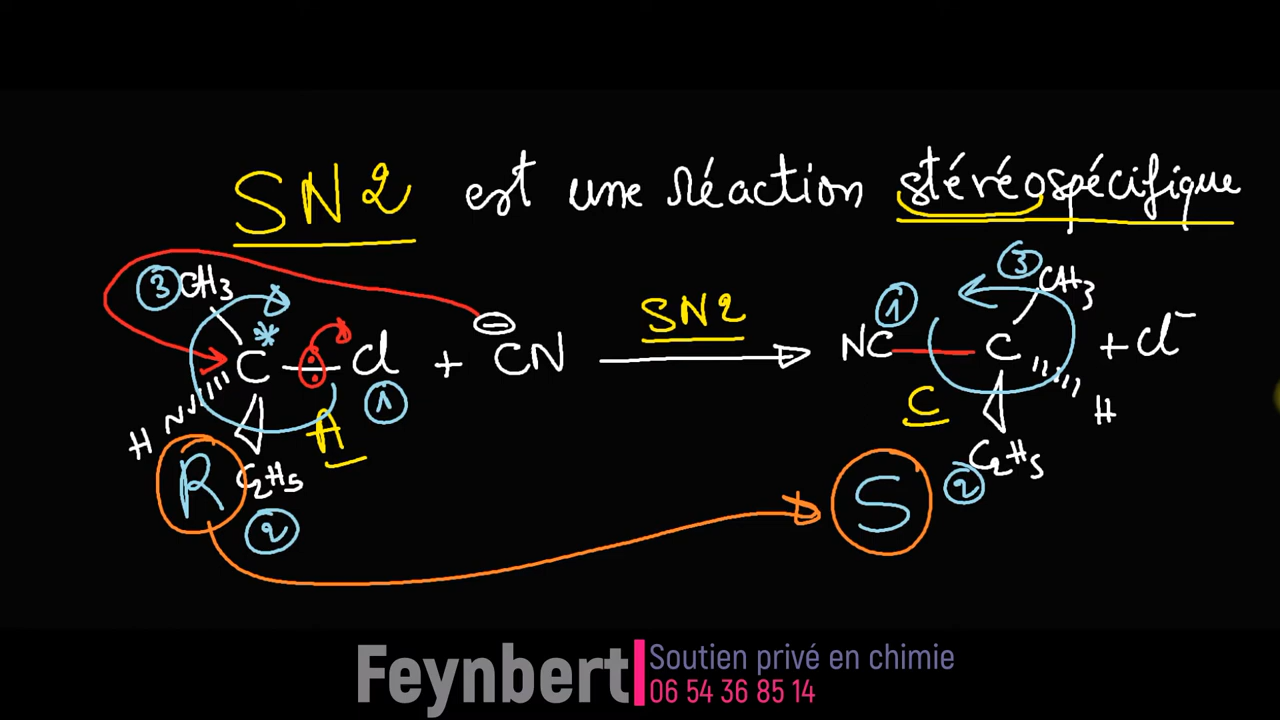 SN2 est une réaction stéréospécifique
③ CH3 * C — Cl ① + ⊖CN SN2 NC ① — C ③ CH3 + Cl⁻
H A C H
R C2H5 ② S ② C2H5
Feynbert
Soutien privé en chimie
06 54 36 85 14